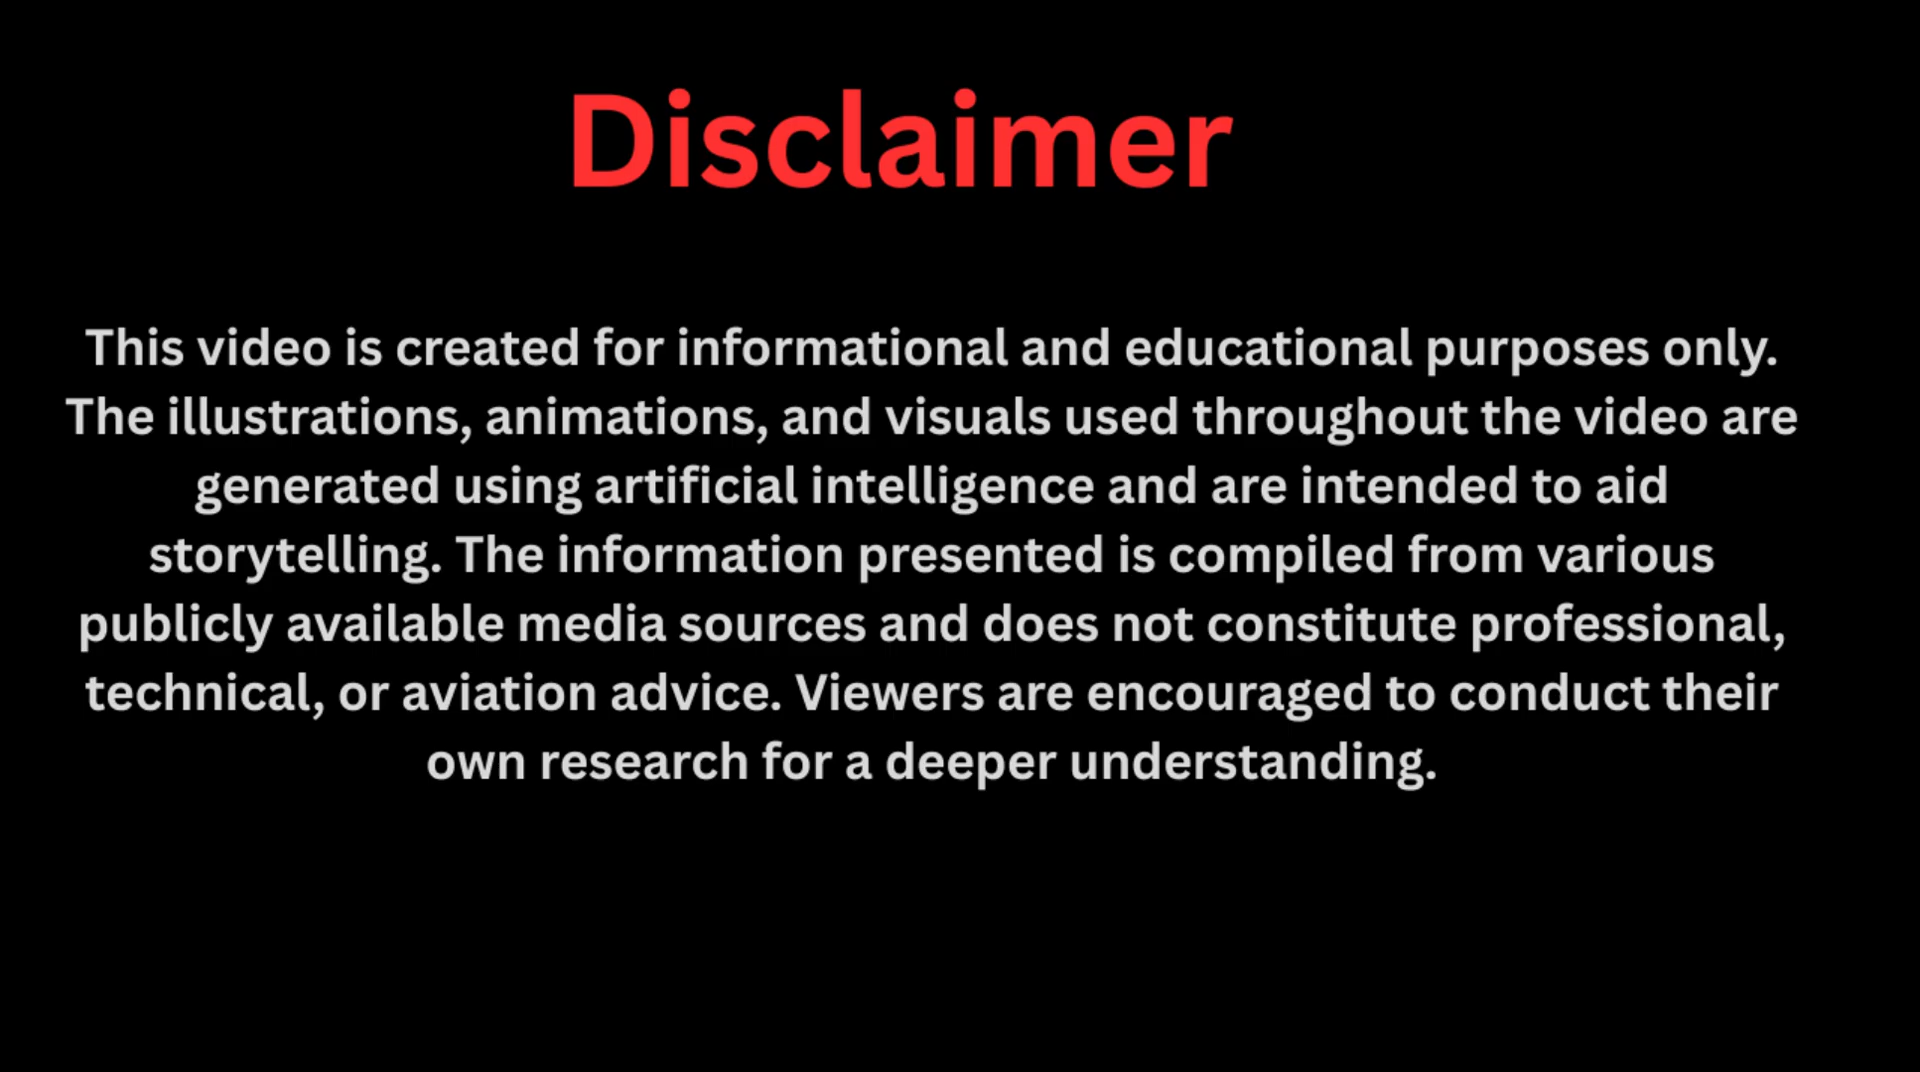 Disclaimer
This video is created for informational and educational purposes only.
The illustrations, animations, and visuals used throughout the video are
generated using artificial intelligence and are intended to aid
storytelling. The information presented is compiled from various
publicly available media sources and does not constitute professional,
technical, or aviation advice. Viewers are encouraged to conduct their
own research for a deeper understanding.